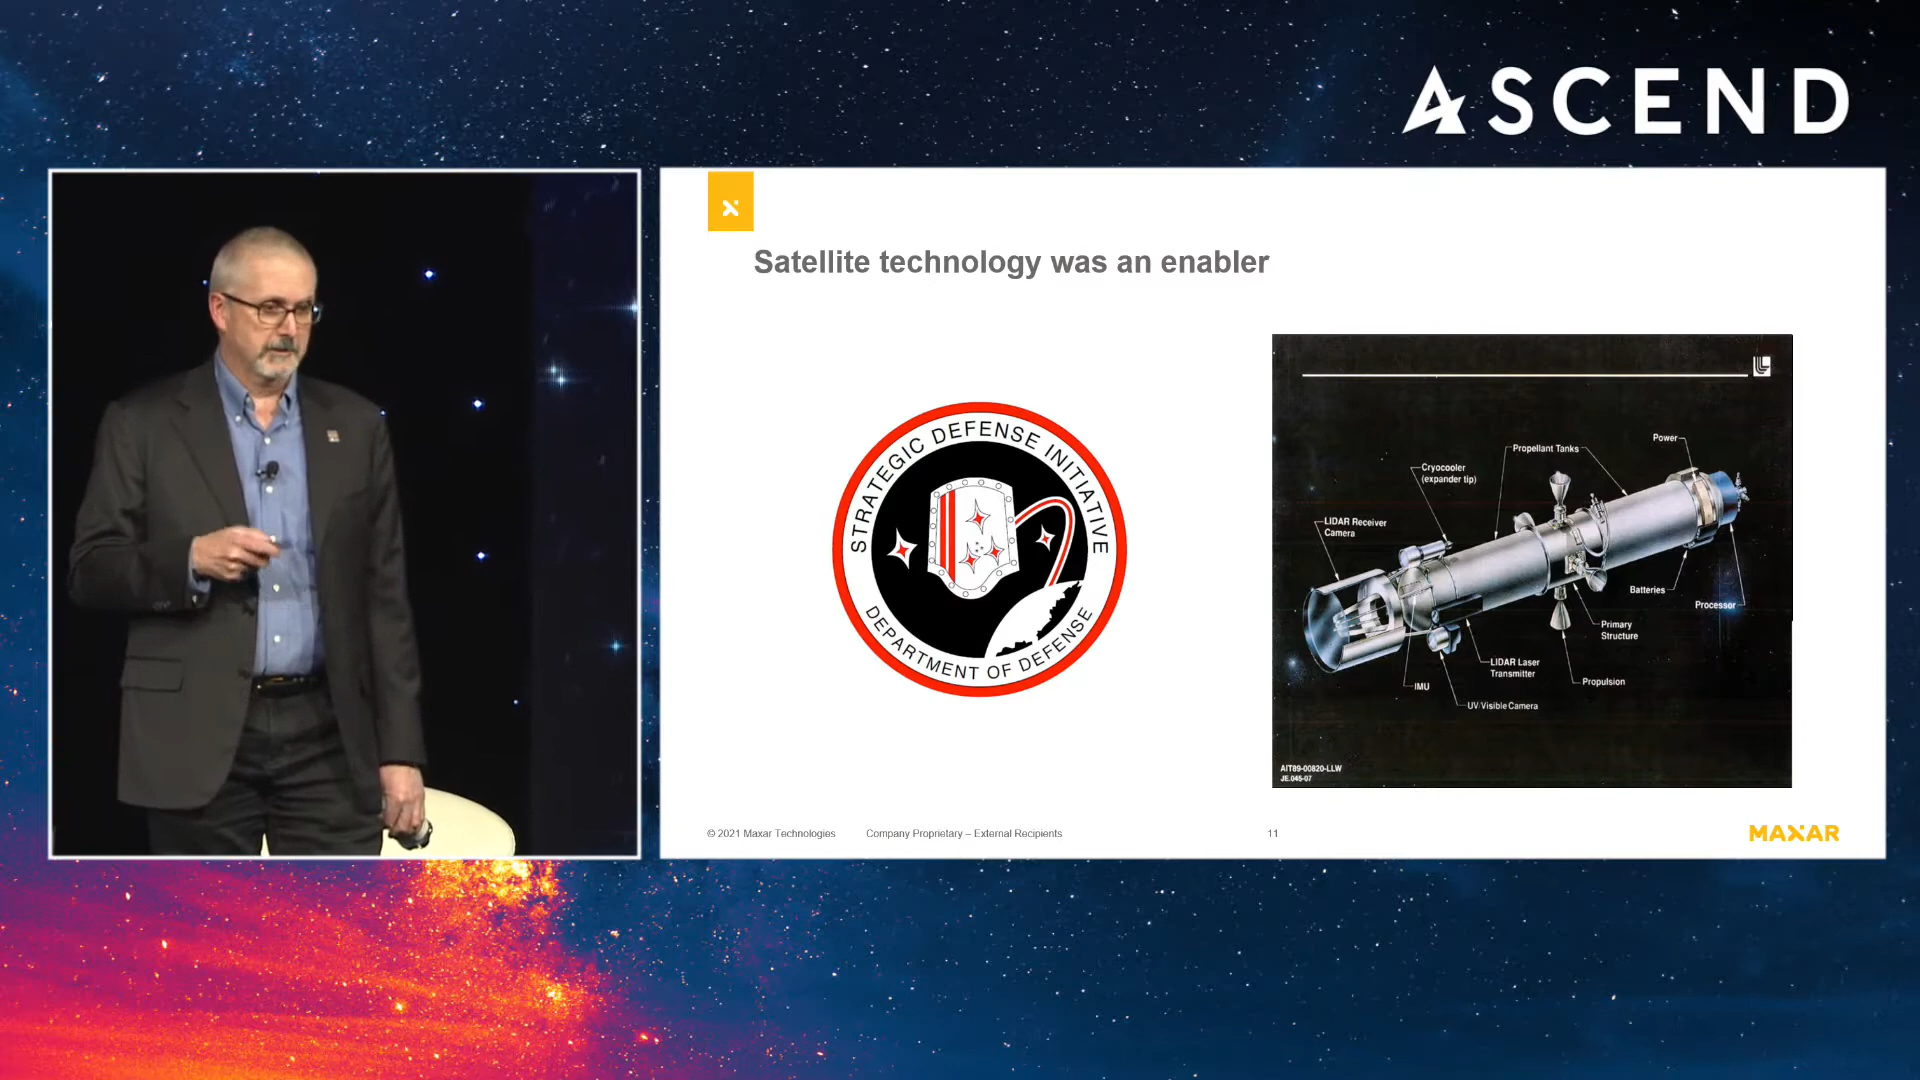 ASCEND
Satellite technology was an enabler
STRATEGIC DEFENSE INITIATIVE
DEPARTMENT OF DEFENSE
Power
Propellant Tanks
Cryocooler
(expander tip)
LIDAR Receiver
Camera
Batteries
Processor
Primary
Structure
LIDAR Laser
Transmitter
Propulsion
IMU
UV/Visible Camera
AIT89-00820-LLW
JE.045-07
© 2021 Maxar Technologies Company Proprietary – External Recipients 11
MAXAR